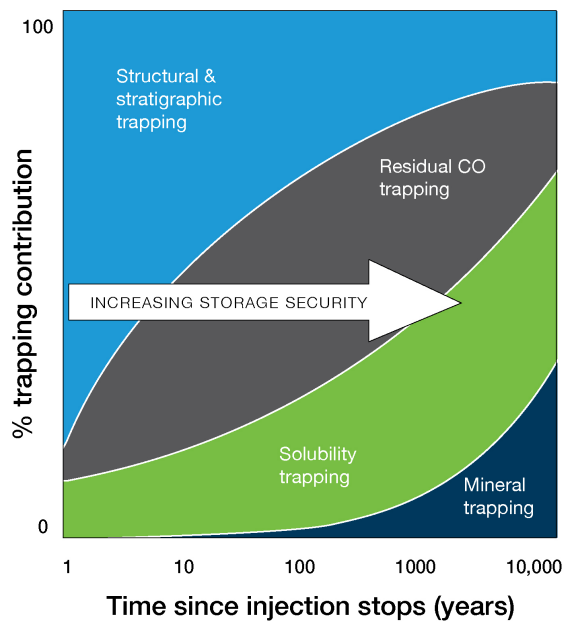 100
Structural &
stratigraphic
trapping
Residual CO
trapping
% trapping contribution
INCREASING STORAGE SECURITY
Solubility
trapping
Mineral
trapping
0
1 10 100 1000 10,000
Time since injection stops (years)